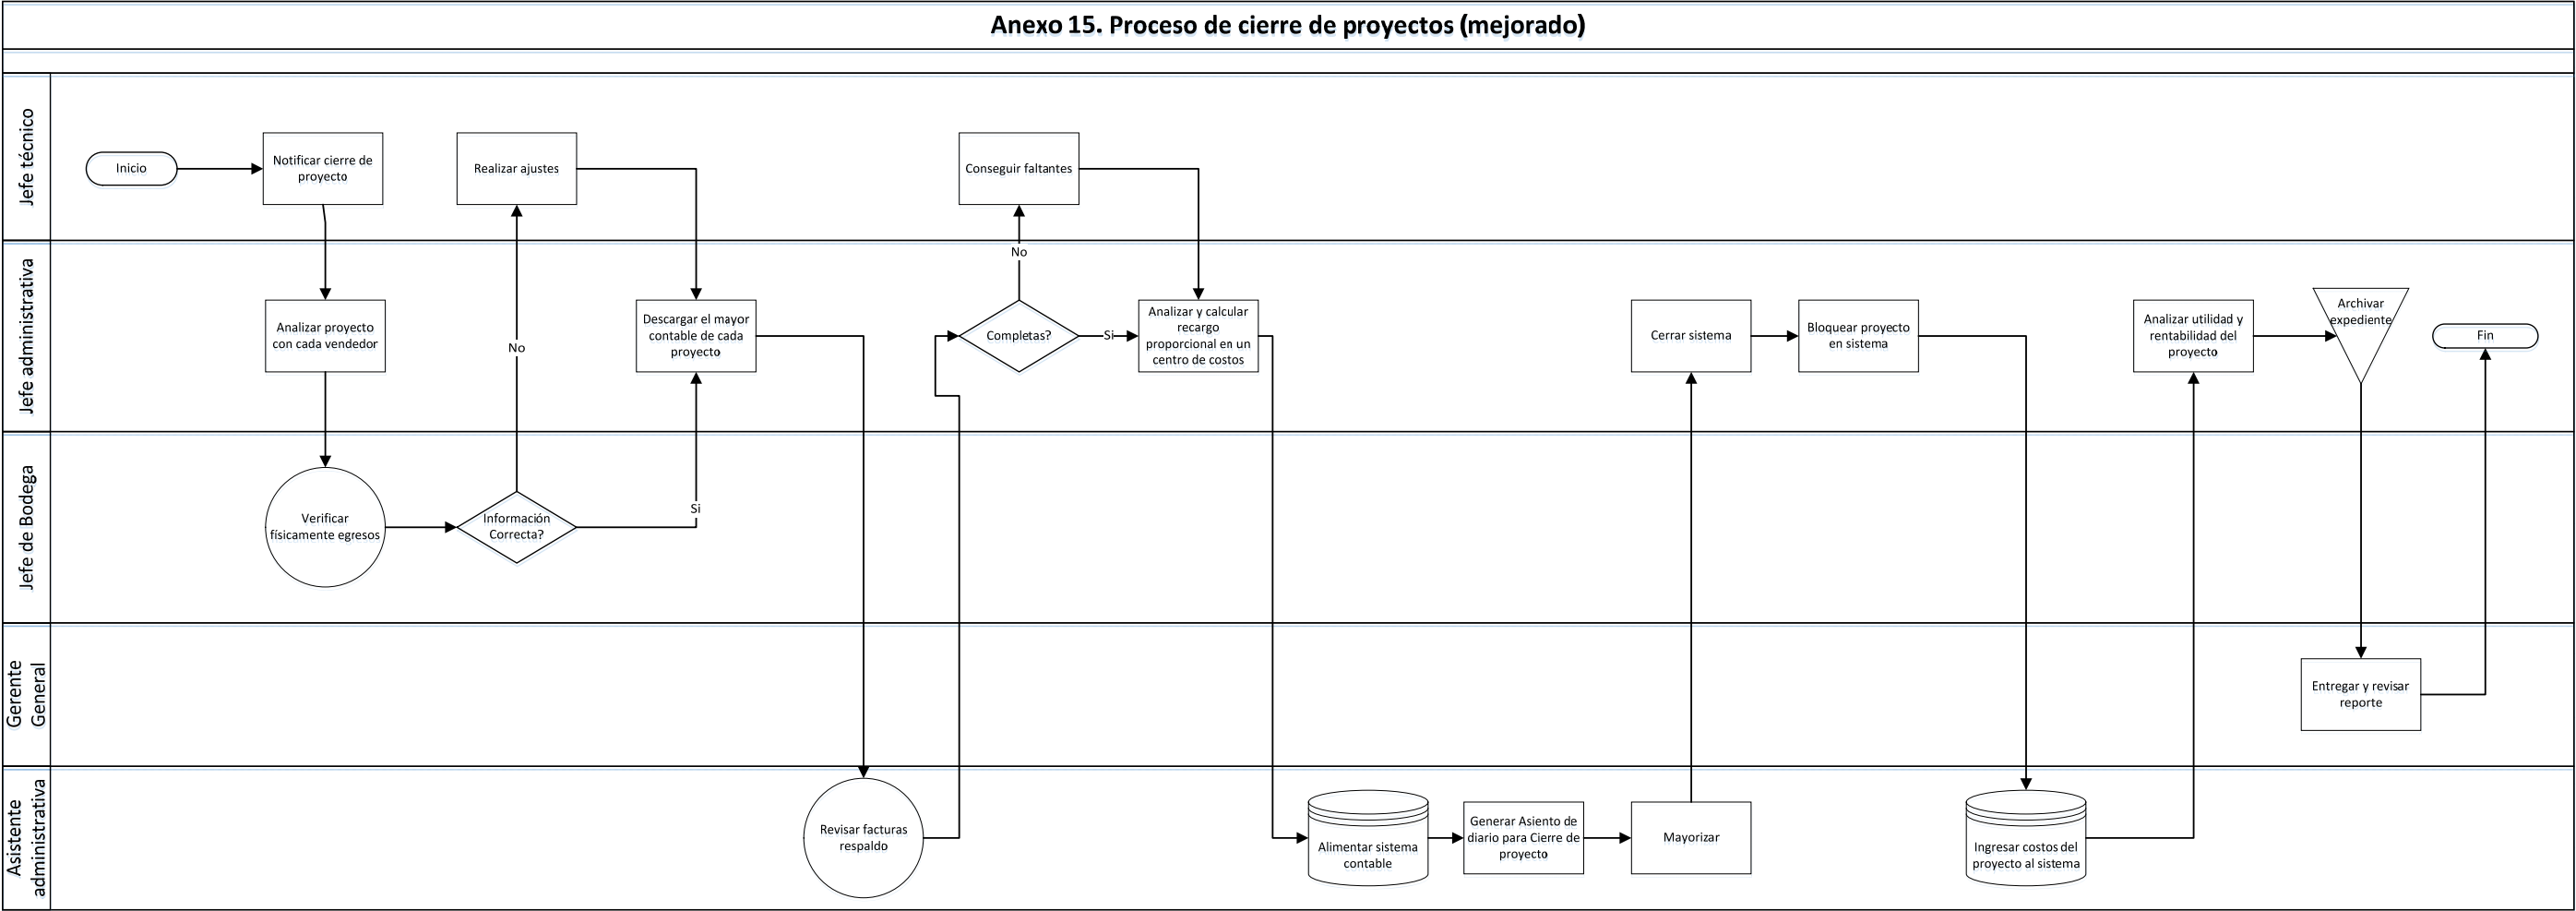 Anexo 15. Proceso de cierre de proyectos (mejorado)
Jefe técnico
Inicio
Notificar cierre de
proyecto
Realizar ajustes
Conseguir faltantes
No
Jefe administrativa
Analizar proyecto
con cada vendedor
No
Descargar el mayor
contable de cada
proyecto
Completas?
Si
Analizar y calcular
recargo
proporcional en un
centro de costos
Cerrar sistema
Bloquear proyecto
en sistema
Analizar utilidad y
rentabilidad del
proyecto
Archivar
expediente
Fin
Jefe de Bodega
Verificar
físicamente egresos
Información
Correcta?
Si
Gerente
General
Entregar y revisar
reporte
Asistente
administrativa
Revisar facturas
respaldo
Alimentar sistema
contable
Generar Asiento de
diario para Cierre de
proyecto
Mayorizar
Ingresar costos del
proyecto al sistema